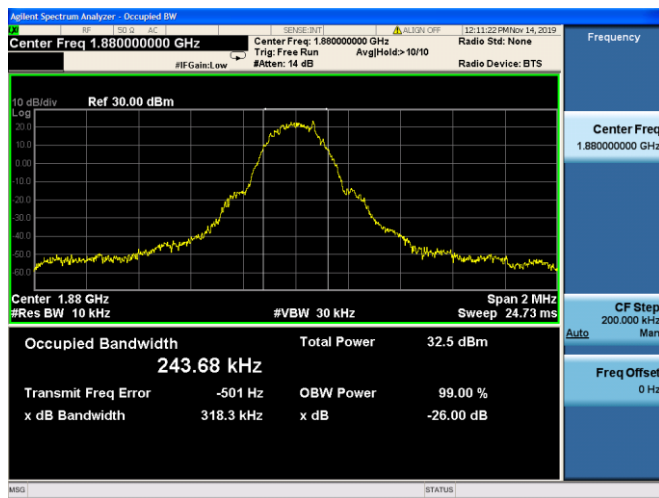 Agilent Spectrum Analyzer - Occupied BW
RF 50 Ω AC SENSE:INT ALIGN OFF 12:11:22 PM Nov 14, 2019
Center Freq 1.880000000 GHz
Center Freq: 1.880000000 GHz Radio Std: None
Trig: Free Run Avg|Hold:> 10/10
#IFGain:Low #Atten: 14 dB Radio Device: BTS
10 dB/div Ref 30.00 dBm
Log
20.0
10.0
0.00
-10.0
-20.0
-30.0
-40.0
-50.0
-60.0
Center 1.88 GHz Span 2 MHz
#Res BW 10 kHz #VBW 30 kHz Sweep 24.73 ms
Occupied Bandwidth Total Power 32.5 dBm
243.68 kHz
Transmit Freq Error -501 Hz OBW Power 99.00 %
x dB Bandwidth 318.3 kHz x dB -26.00 dB
MSG STATUS
Frequency
Center Freq
1.880000000 GHz
CF Step
200.000 kHz
Auto Man
Freq Offset
0 Hz